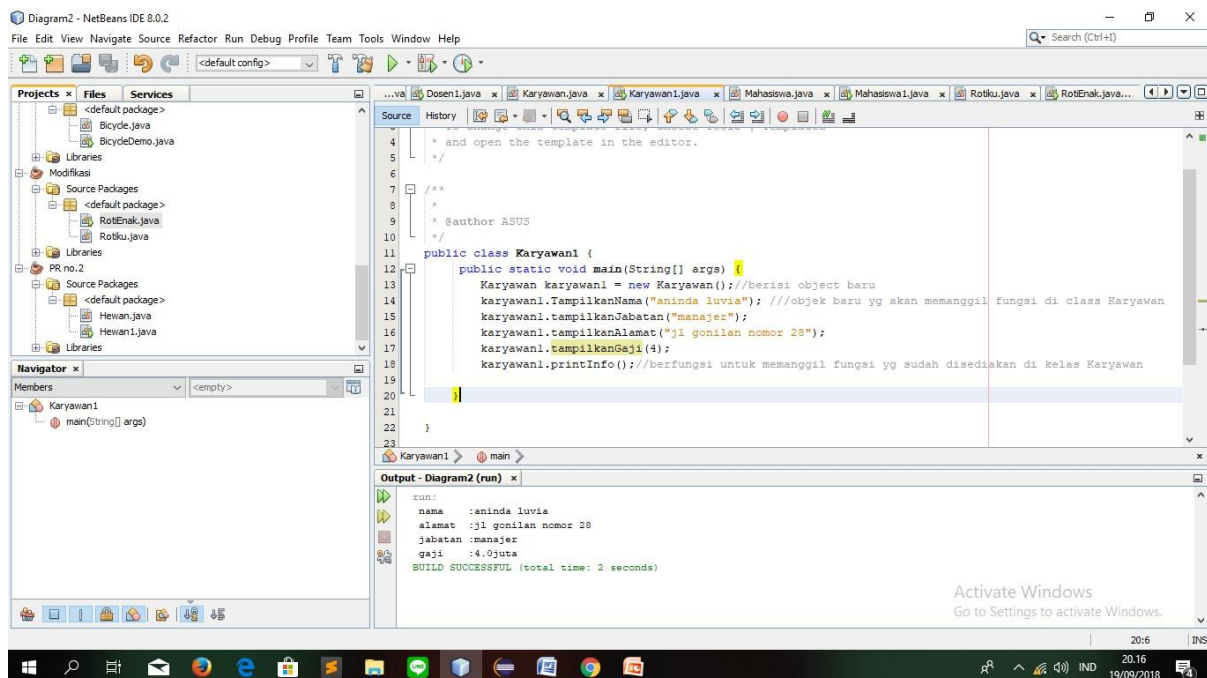 Diagram2 - NetBeans IDE 8.0.2
File Edit View Navigate Source Refactor Run Debug Profile Team Tools Window Help
Search (Ctrl+I)
<default config>
Projects Files Services
<default package>
Bicycle.java
BicycleDemo.java
Libraries
Modifikasi
Source Packages
<default package>
RotiEnak.java
Rotiku.java
Libraries
PR no.2
Source Packages
<default package>
Hewan.java
Hewan1.java
Libraries
Navigator
Members <empty>
Karyawan1
main(String[] args)
...va Dosen1.java Karyawan.java Karyawan1.java Mahasiswa.java Mahasiswa1.java Rotiku.java RotiEnak.java...
Source History
4 * and open the template in the editor.
5 */
6
7 /**
8 *
9 * @author ASUS
10 */
11 public class Karyawan1 {
12 public static void main(String[] args) {
13 Karyawan karyawan1 = new Karyawan();//berisi object baru
14 karyawan1.TampilkanNama("aninda luvia"); ///objek baru yg akan memanggil fungsi di class Karyawan
15 karyawan1.tampilkanJabatan("manajer");
16 karyawan1.tampilkanAlamat("jl gonilan nomor 28");
17 karyawan1.tampilkanGaji(4);
18 karyawan1.printInfo();//berfungsi untuk memanggil fungsi yg sudah disediakan di kelas Karyawan
19
20 }
21
22 }
23
Karyawan1 main
Output - Diagram2 (run)
run:
nama :aninda luvia
alamat :jl gonilan nomor 28
jabatan :manajer
gaji :4.0juta
BUILD SUCCESSFUL (total time: 2 seconds)
Activate Windows
Go to Settings to activate Windows.
20:6 INS
IND
20.16
19/09/2018
4